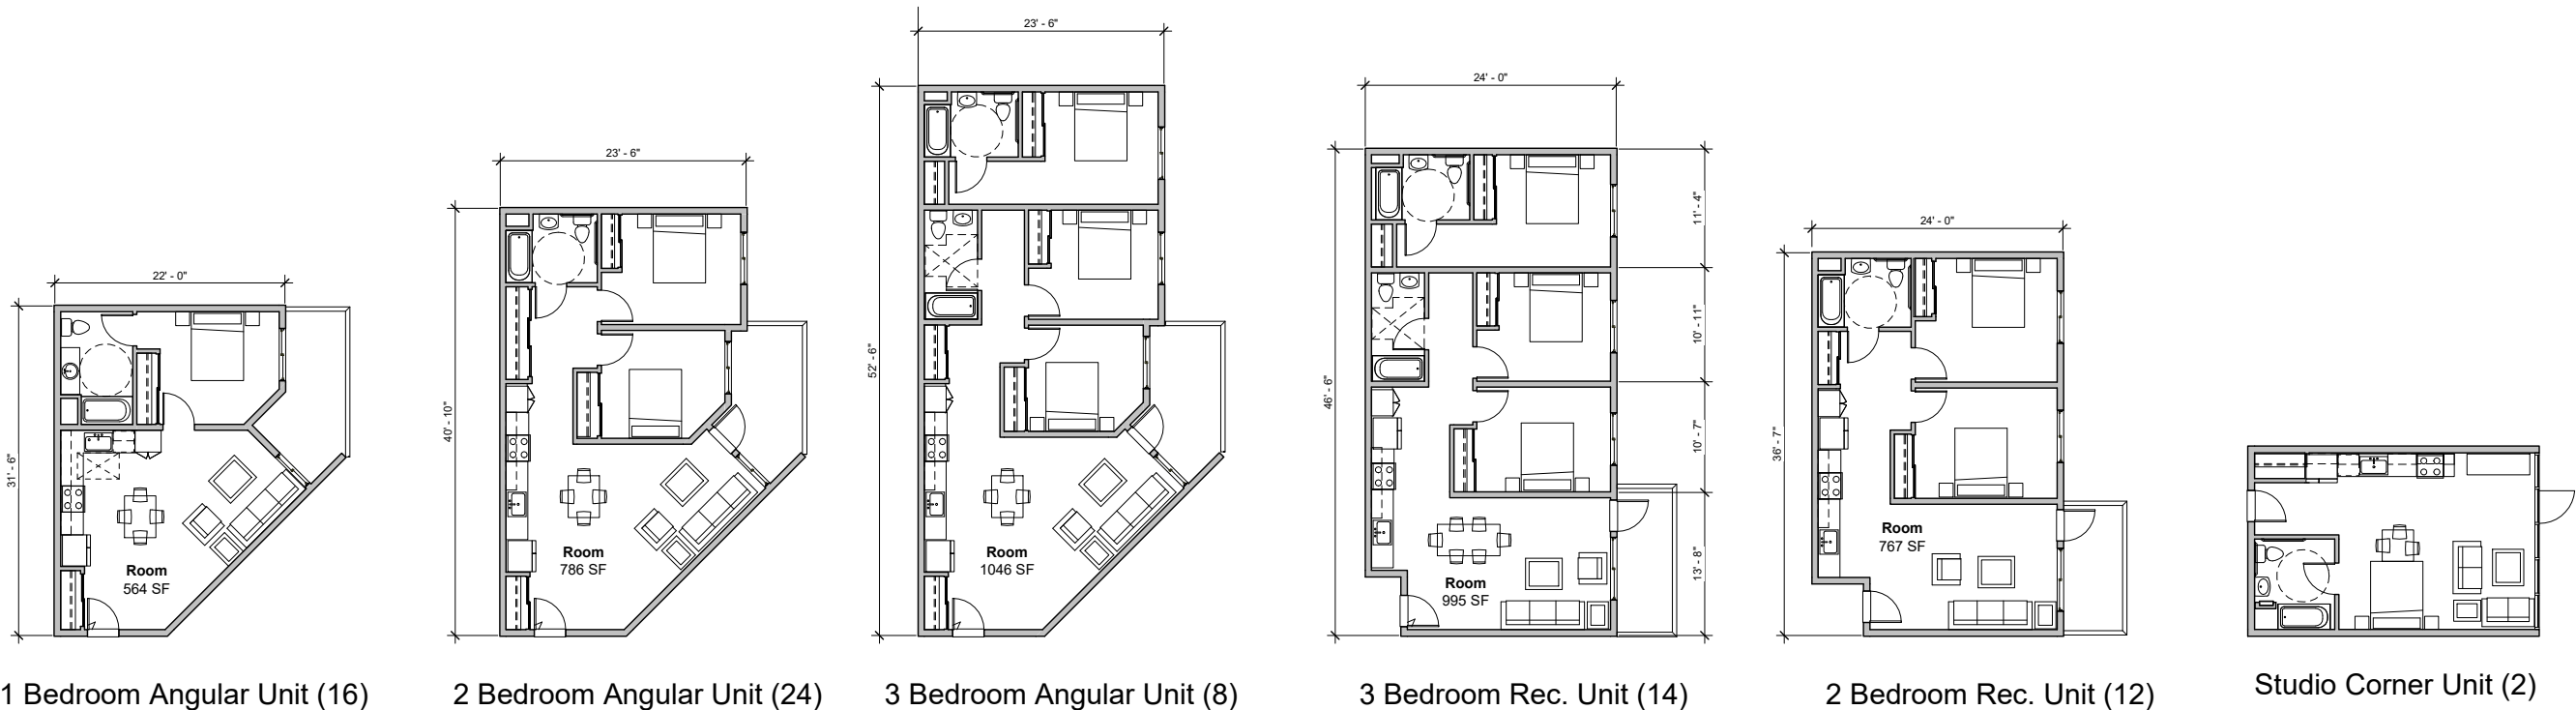 22' - 0"
31' - 6"
Room
564 SF
1 Bedroom Angular Unit (16)
23' - 6"
40' - 10"
Room
786 SF
2 Bedroom Angular Unit (24)
23' - 6"
52' - 6"
Room
1046 SF
3 Bedroom Angular Unit (8)
24' - 0"
46' - 6"
11' - 4"
10' - 11"
10' - 7"
13' - 8"
Room
995 SF
3 Bedroom Rec. Unit (14)
24' - 0"
36' - 7"
Room
767 SF
2 Bedroom Rec. Unit (12)
Studio Corner Unit (2)